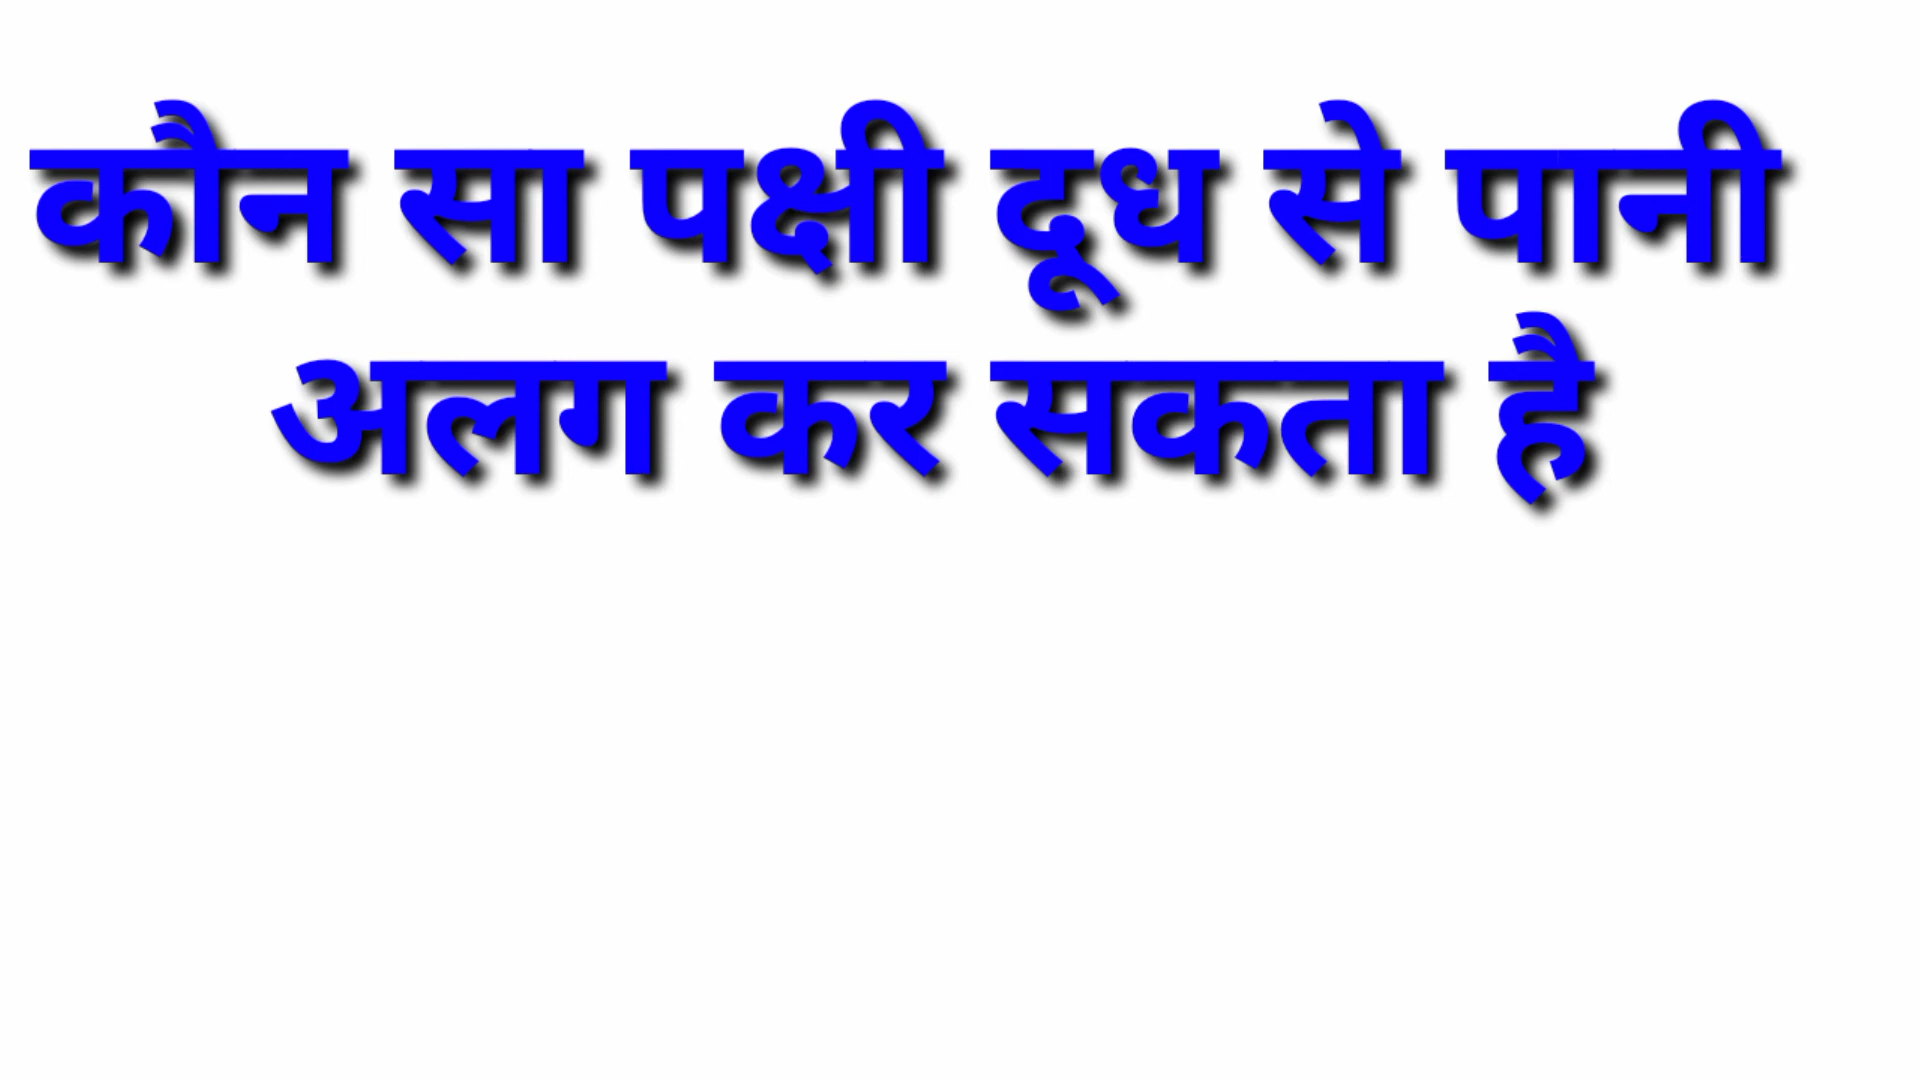 कौन सा पक्षी दूध से पानी
अलग कर सकता है